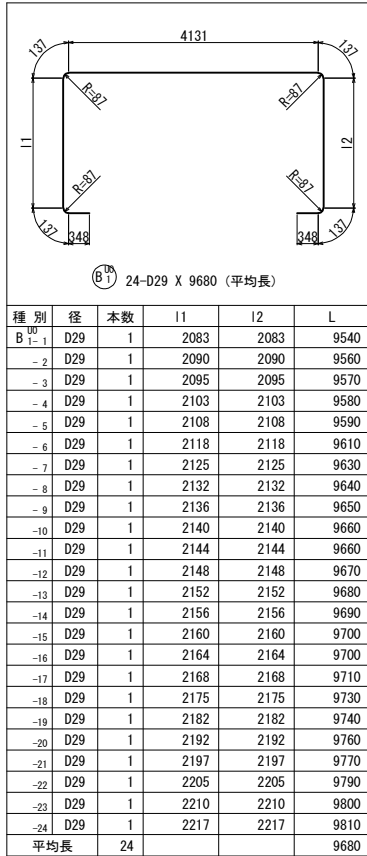 4131
137
137
R=87
R=87
l1
l2
R=87
R=87
137
137
348
348
B 00 1 24-D29 X 9680 (平均長)
種 別 径 本数 l1 l2 L
B 00 1- 1 D29 1 2083 2083 9540
- 2 D29 1 2090 2090 9560
- 3 D29 1 2095 2095 9570
- 4 D29 1 2103 2103 9580
- 5 D29 1 2108 2108 9590
- 6 D29 1 2118 2118 9610
- 7 D29 1 2125 2125 9630
- 8 D29 1 2132 2132 9640
- 9 D29 1 2136 2136 9650
-10 D29 1 2140 2140 9660
-11 D29 1 2144 2144 9660
-12 D29 1 2148 2148 9670
-13 D29 1 2152 2152 9680
-14 D29 1 2156 2156 9690
-15 D29 1 2160 2160 9700
-16 D29 1 2164 2164 9700
-17 D29 1 2168 2168 9710
-18 D29 1 2175 2175 9730
-19 D29 1 2182 2182 9740
-20 D29 1 2192 2192 9760
-21 D29 1 2197 2197 9770
-22 D29 1 2205 2205 9790
-23 D29 1 2210 2210 9800
-24 D29 1 2217 2217 9810
平均長 24 9680